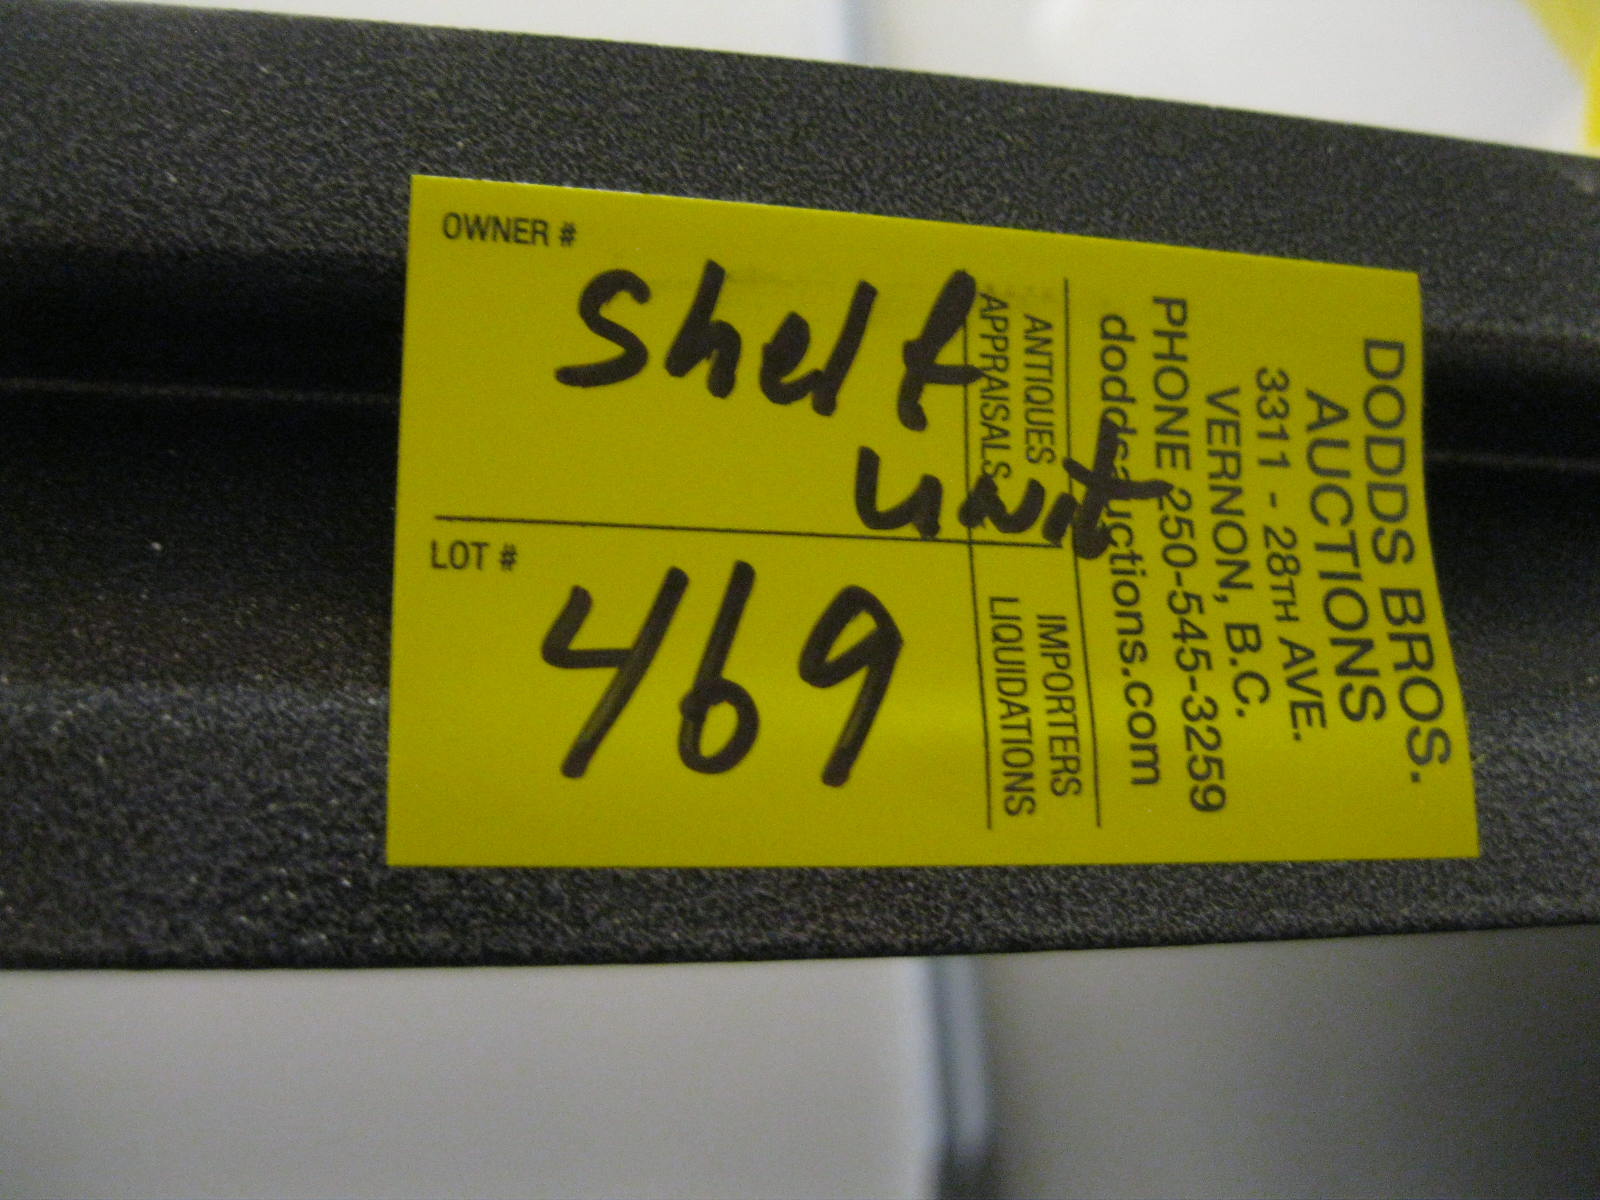 OWNER #
Shelf
unit
LOT #
469
DODDS BROS.
AUCTIONS
3311 - 28TH AVE.
VERNON, B.C.
PHONE 250-545-3259
doddsauctions.com
ANTIQUES
APPRAISALS
IMPORTERS
LIQUIDATIONS